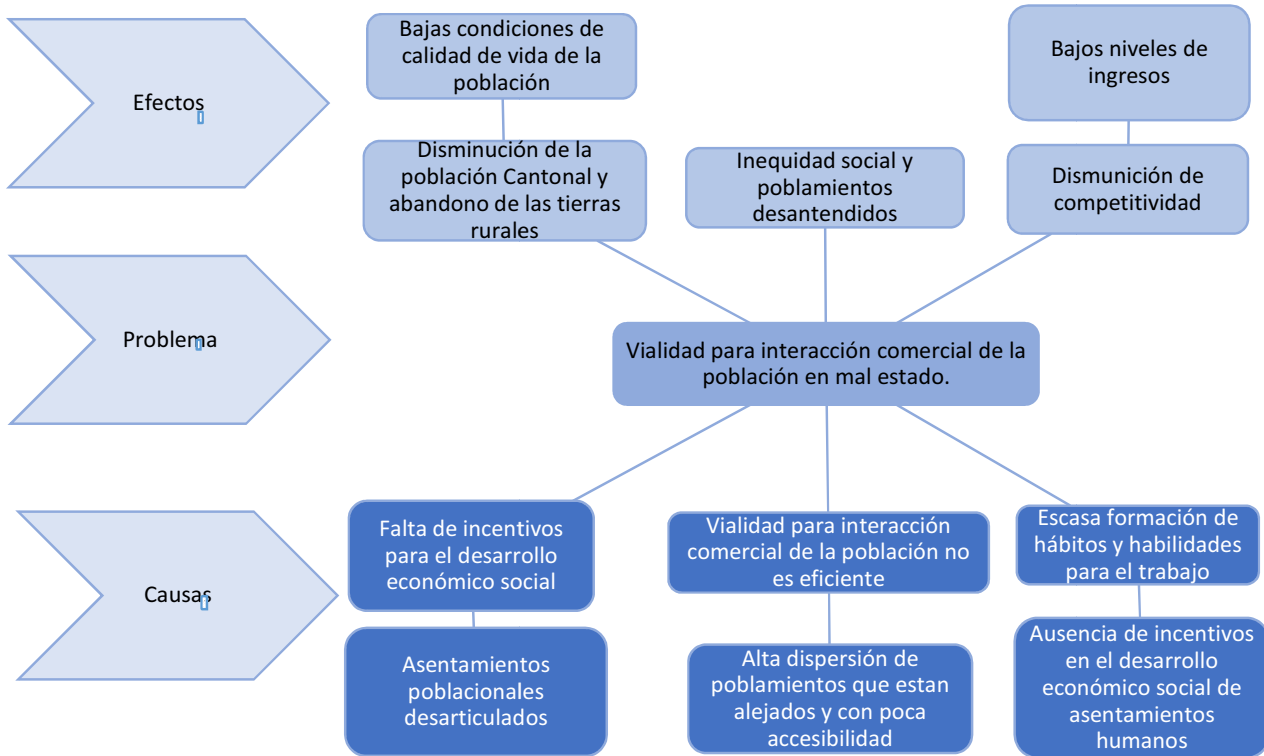 Efectos
Bajas condiciones de
calidad de vida de la
población
Bajos niveles de
ingresos
Disminución de la
población Cantonal y
abandono de las tierras
rurales
Inequidad social y
poblamientos
desantendidos
Dismunición de
competitividad
Problema
Vialidad para interacción comercial de la
población en mal estado.
Causas
Falta de incentivos
para el desarrollo
económico social
Vialidad para interacción
comercial de la población no
es eficiente
Escasa formación de
hábitos y habilidades
para el trabajo
Asentamientos
poblacionales
desarticulados
Alta dispersión de
poblamientos que estan
alejados y con poca
accesibilidad
Ausencia de incentivos
en el desarrollo
económico social de
asentamientos
humanos